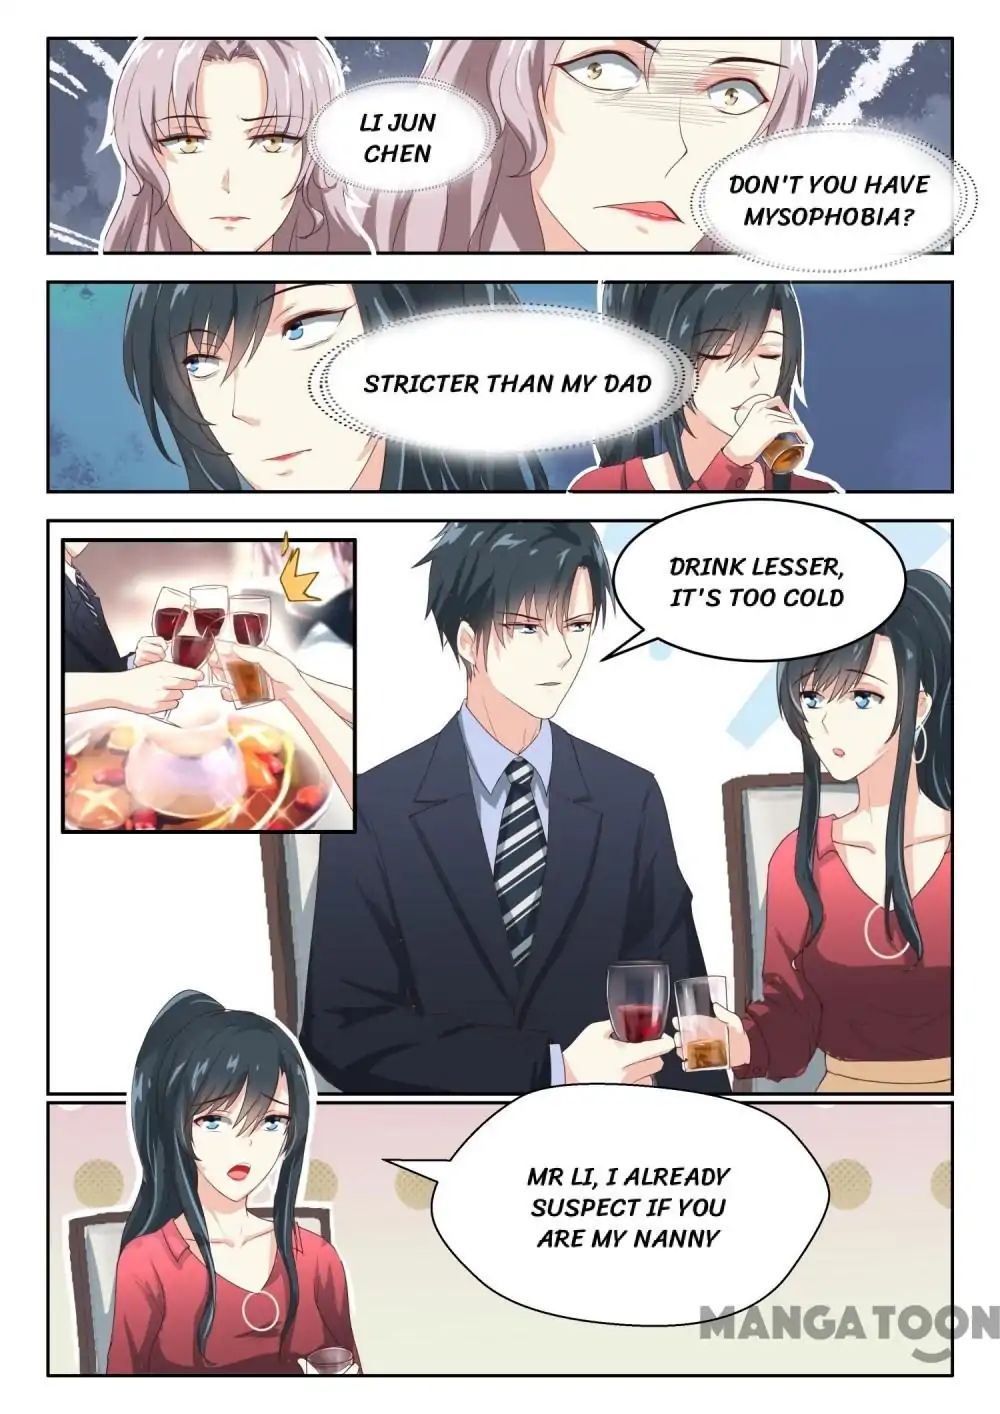 LI JUN
CHEN
DON'T YOU HAVE
MYSOPHOBIA?
STRICTER THAN MY DAD
DRINK LESSER,
IT'S TOO COLD
MR LI, I ALREADY
SUSPECT IF YOU
ARE MY NANNY
MANGATOON